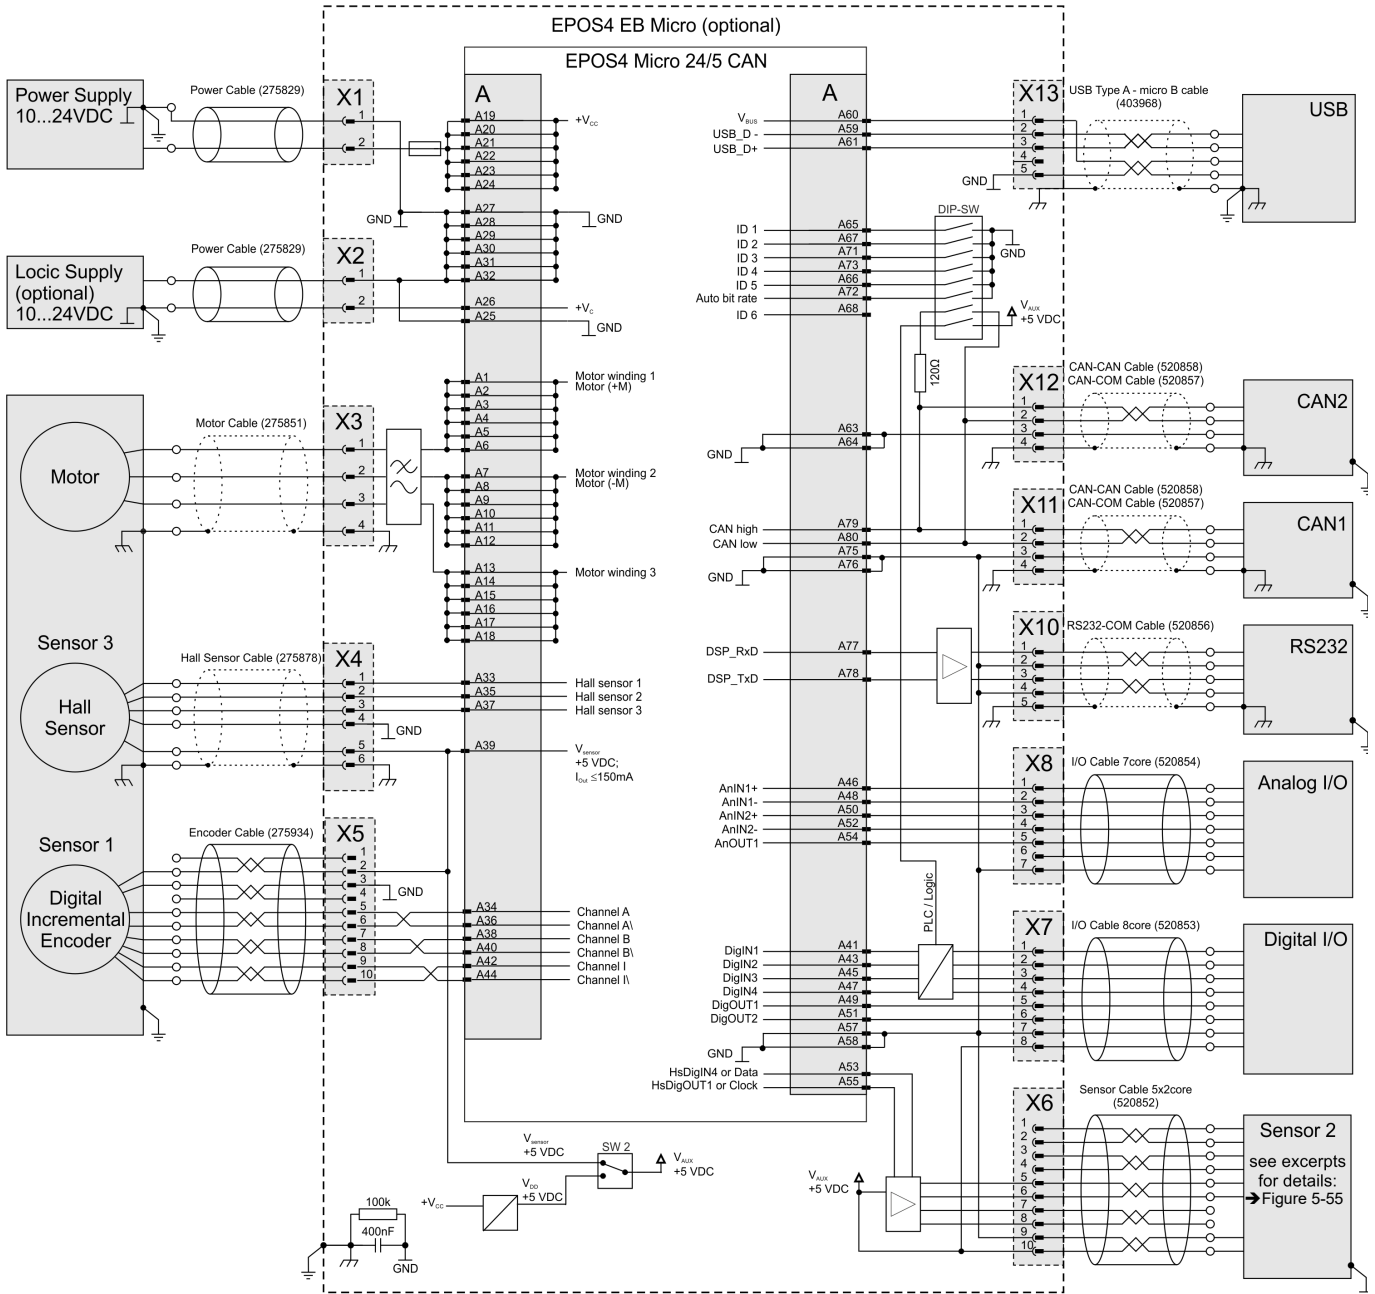 EPOS4 EB Micro (optional)
EPOS4 Micro 24/5 CAN
Power Supply
10...24VDC
Power Cable (275829)
X1
1
2
A
A19
A20
A21
A22
A23
A24
+Vcc
A27
A28
A29
A30
A31
A32
GND
GND
Locic Supply
(optional)
10...24VDC
Power Cable (275829)
X2
1
2
A26
A25
+Vc
GND
Motor
Motor Cable (275851)
X3
1
2
3
4
A1
A2
A3
A4
A5
A6
Motor winding 1
Motor (+M)
A7
A8
A9
A10
A11
A12
Motor winding 2
Motor (-M)
A13
A14
A15
A16
A17
A18
Motor winding 3
Sensor 3
Hall
Sensor
Hall Sensor Cable (275878)
X4
1
2
3
4
5
6
GND
A33
A35
A37
A39
Hall sensor 1
Hall sensor 2
Hall sensor 3
Vsensor
+5 VDC;
IOut ≤150mA
Sensor 1
Digital
Incremental
Encoder
Encoder Cable (275934)
X5
1
2
3
4
5
6
7
8
9
10
GND
A34
A36
A38
A40
A42
A44
Channel A
Channel A\
Channel B
Channel B\
Channel I
Channel I\
Vsensor
+5 VDC
SW 2
VAUX
+5 VDC
VDD
+5 VDC
+Vcc
100k
400nF
GND
A
VBUS
USB_D -
USB_D+
A60
A59
A61
X13
1
2
3
4
5
GND
USB Type A - micro B cable
(403968)
USB
DIP-SW
ID 1
ID 2
ID 3
ID 4
ID 5
Auto bit rate
ID 6
A65
A67
A71
A73
A66
A72
A68
GND
VAUX
+5 VDC
120Ω
X12
1
2
3
4
CAN-CAN Cable (520858)
CAN-COM Cable (520857)
CAN2
A63
A64
GND
X11
1
2
3
4
CAN-CAN Cable (520858)
CAN-COM Cable (520857)
CAN1
CAN high
CAN low
A79
A80
A75
A76
GND
X10
1
2
3
4
5
RS232-COM Cable (520856)
RS232
DSP_RxD
DSP_TxD
A77
A78
X8
1
2
3
4
5
6
7
I/O Cable 7core (520854)
Analog I/O
AnIN1+
AnIN1-
AnIN2+
AnIN2-
AnOUT1
A46
A48
A50
A52
A54
PLC / Logic
X7
1
2
3
4
5
6
7
8
I/O Cable 8core (520853)
Digital I/O
DigIN1
DigIN2
DigIN3
DigIN4
DigOUT1
DigOUT2
A41
A43
A45
A47
A49
A51
A57
A58
GND
HsDigIN4 or Data
HsDigOUT1 or Clock
A53
A55
X6
1
2
3
4
5
6
7
8
9
10
Sensor Cable 5x2core
(520852)
VAUX
+5 VDC
Sensor 2
see excerpts
for details:
➔Figure 5-55